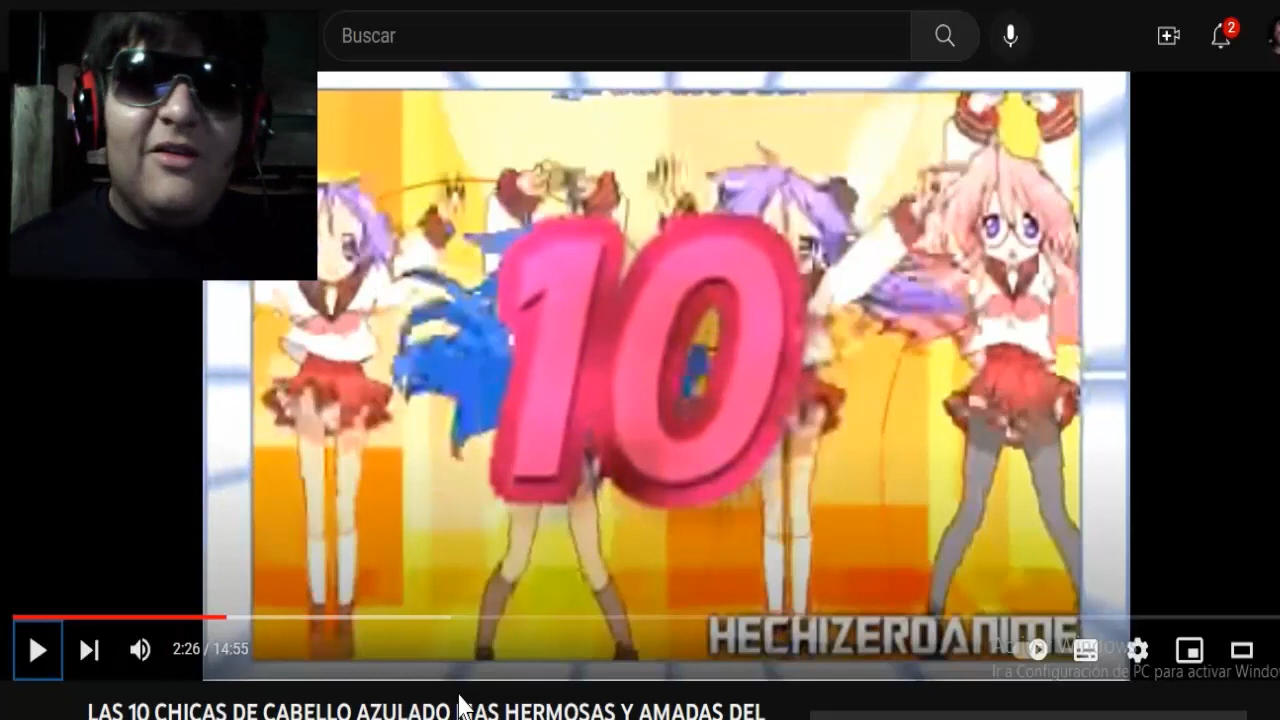 Buscar
2
10
HECHIZEROANIME
2:26 / 14:55
Ir a Configuración de PC para activar Windo
LAS 10 CHICAS DE CABELLO AZULADO HERMOSAS Y AMADAS DEL